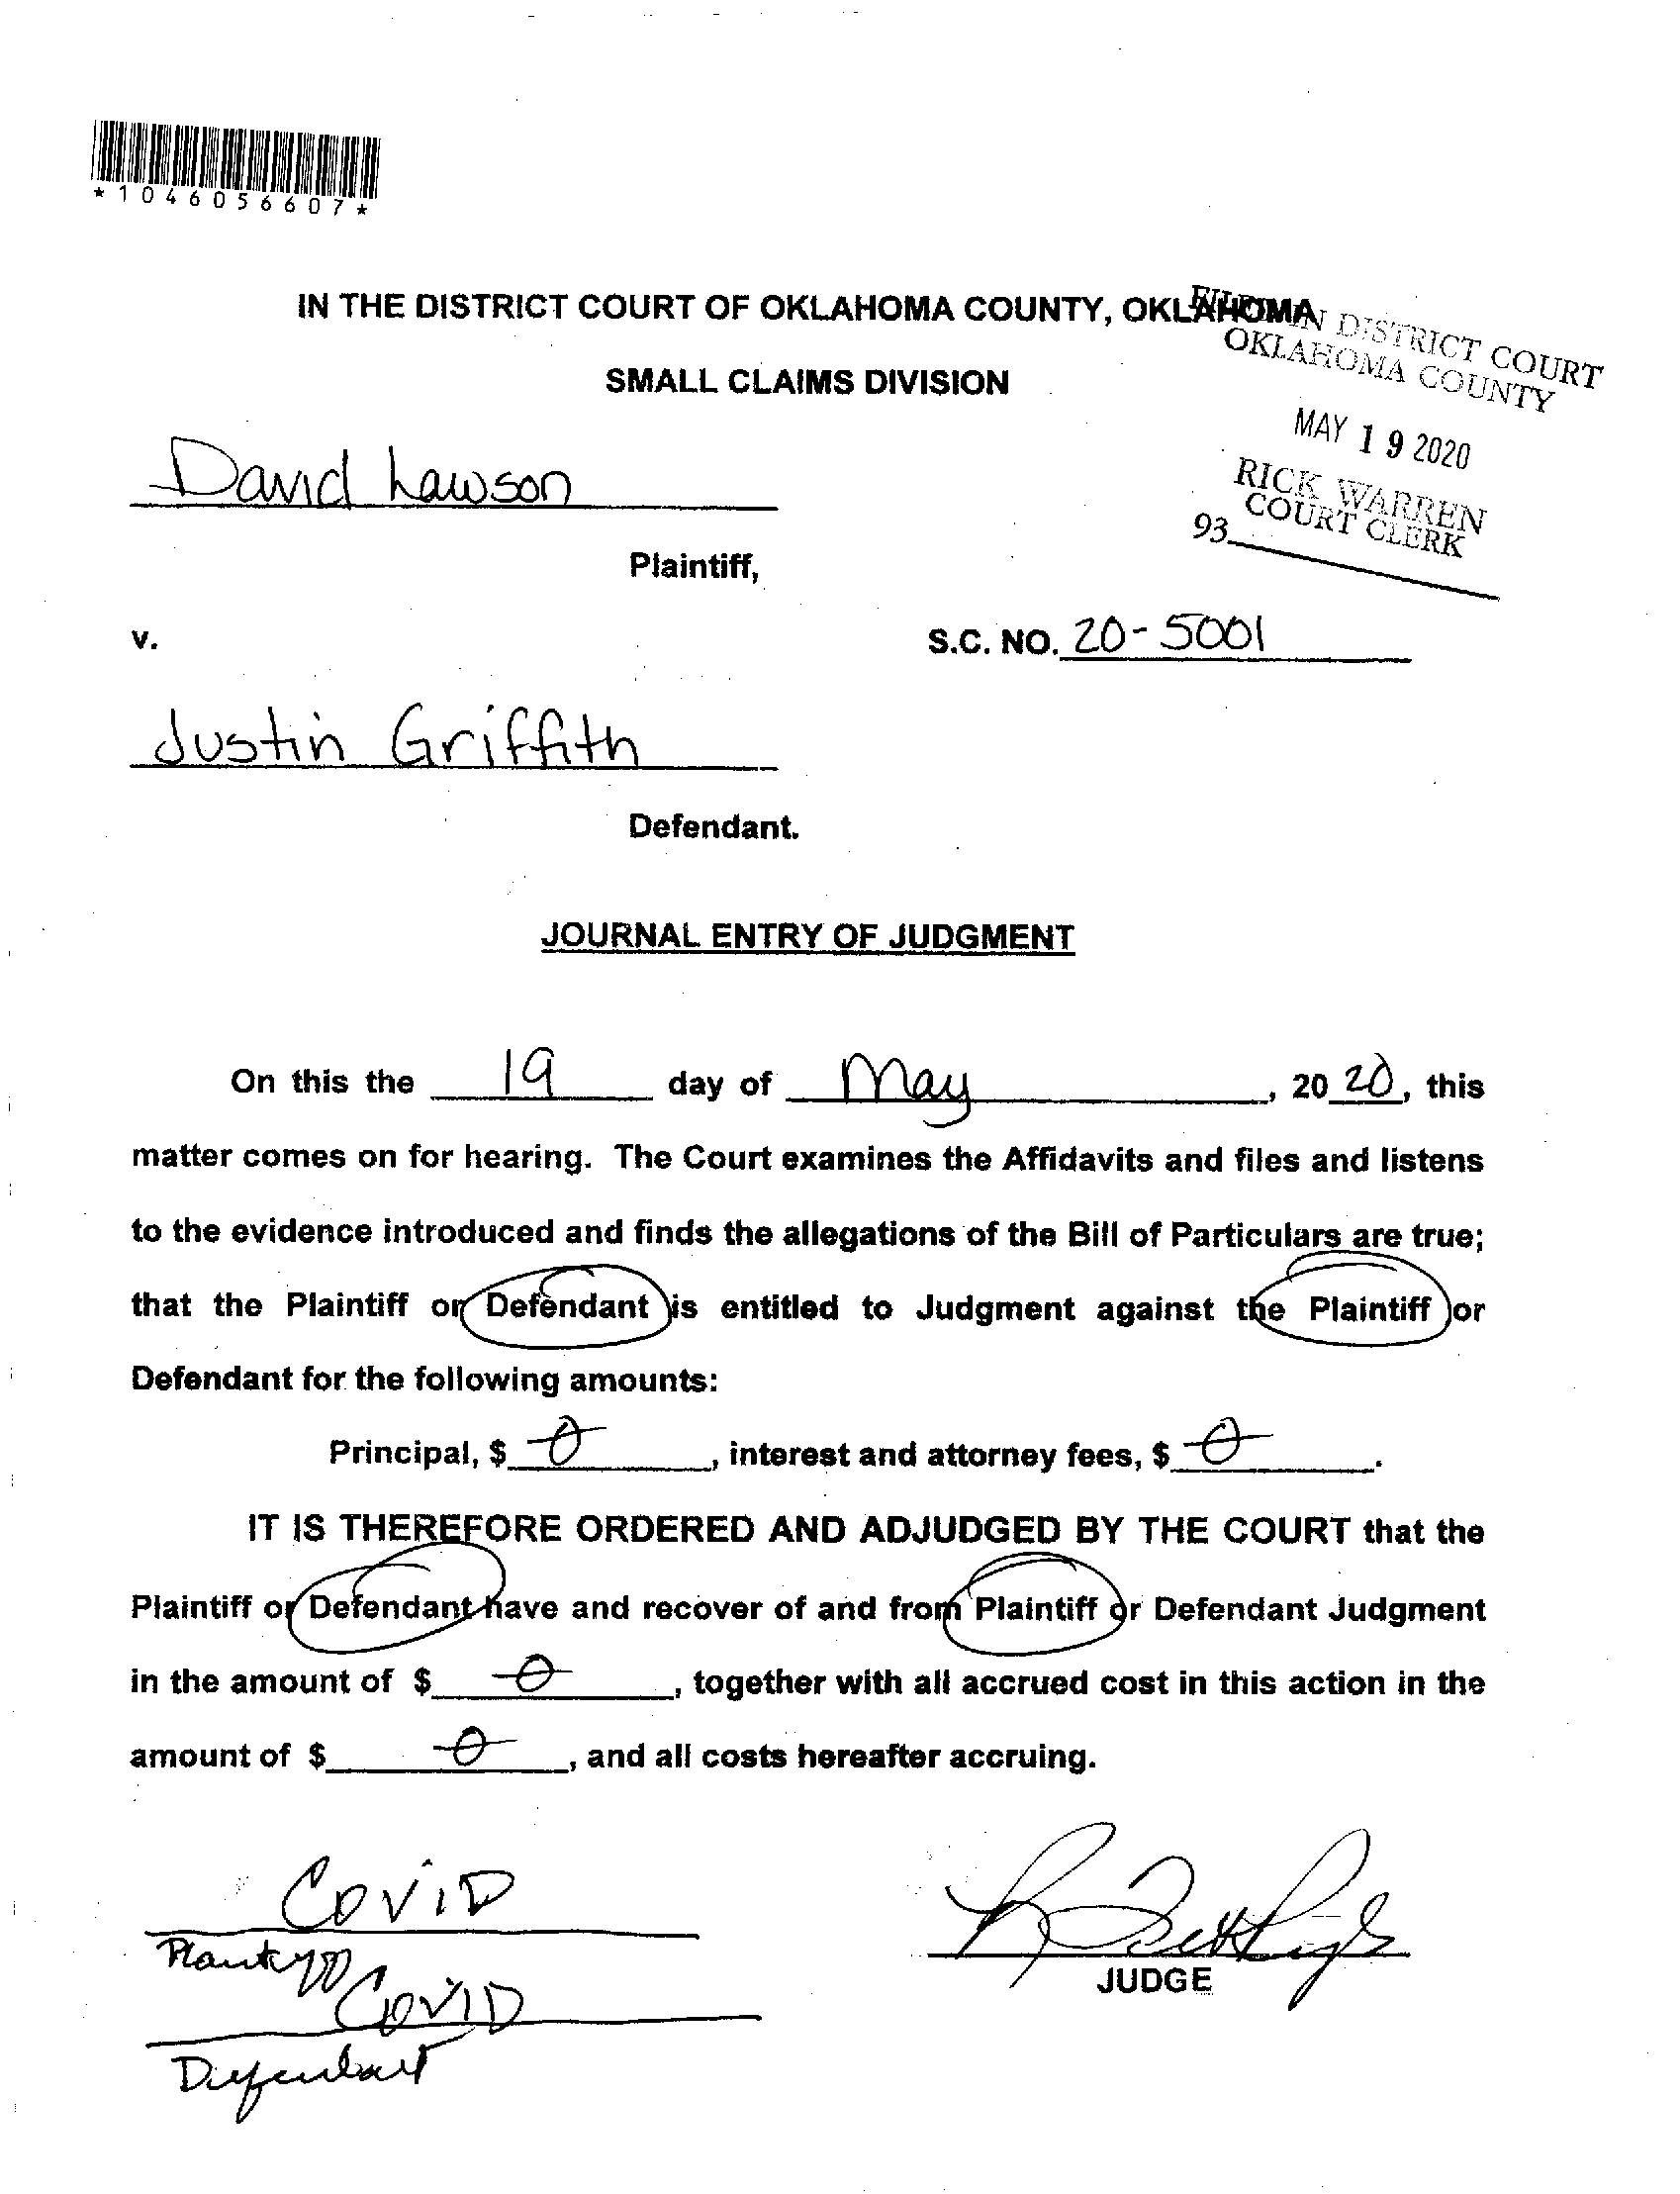 *1046056607*
IN THE DISTRICT COURT OF OKLAHOMA COUNTY, OKLAHOMA
FILED IN DISTRICT COURT
OKLAHOMA COUNTY
SMALL CLAIMS DIVISION
MAY 19 2020
David Lawson
RICK WARREN
COURT CLERK
93
Plaintiff,
v.
S.C. NO. 20-5001
Justin Griffith
Defendant.
JOURNAL ENTRY OF JUDGMENT
On this the 19 day of May, 20 20, this
matter comes on for hearing. The Court examines the Affidavits and files and listens
to the evidence introduced and finds the allegations of the Bill of Particulars are true;
that the Plaintiff or Defendant is entitled to Judgment against the Plaintiff or
Defendant for the following amounts:
Principal, $ 0, interest and attorney fees, $ 0.
IT IS THEREFORE ORDERED AND ADJUDGED BY THE COURT that the
Plaintiff or Defendant have and recover of and from Plaintiff or Defendant Judgment
in the amount of $ 0, together with all accrued cost in this action in the
amount of $ 0, and all costs hereafter accruing.
COVID
Plaintiff
JUDGE
COVID
Defendant